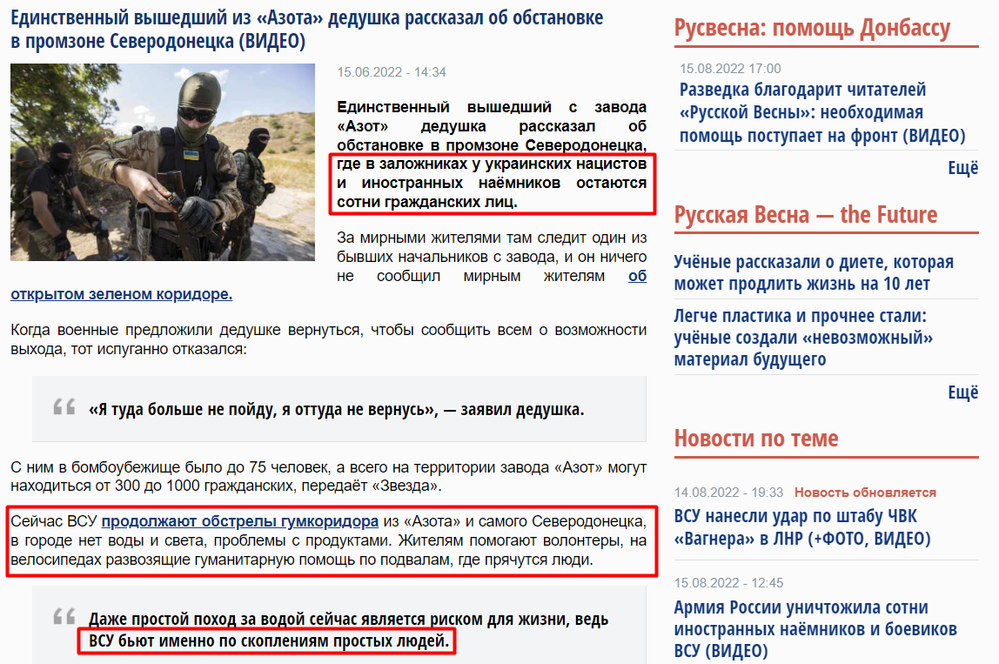 Единственный вышедший из «Азота» дедушка рассказал об обстановке
в промзоне Северодонецка (ВИДЕО)
15.06.2022 - 14:34
Единственный вышедший с завода
«Азот» дедушка рассказал об
обстановке в промзоне Северодонецка,
где в заложниках у украинских нацистов
и иностранных наёмников остаются
сотни гражданских лиц.
За мирными жителями там следит один из
бывших начальников с завода, и он ничего
не сообщил мирным жителям об
открытом зеленом коридоре.
Когда военные предложили дедушке вернуться, чтобы сообщить всем о возможности
выхода, тот испуганно отказался:
«Я туда больше не пойду, я оттуда не вернусь», — заявил дедушка.
С ним в бомбоубежище было до 75 человек, а всего на территории завода «Азот» могут
находиться от 300 до 1000 гражданских, передаёт «Звезда».
Сейчас ВСУ продолжают обстрелы гумкоридора из «Азота» и самого Северодонецка,
в городе нет воды и света, проблемы с продуктами. Жителям помогают волонтеры, на
велосипедах развозящие гуманитарную помощь по подвалам, где прячутся люди.
Даже простой поход за водой сейчас является риском для жизни, ведь
ВСУ бьют именно по скоплениям простых людей.
Русвесна: помощь Донбассу
15.08.2022 17:00
Разведка благодарит читателей
«Русской Весны»: необходимая
помощь поступает на фронт (ВИДЕО)
Ещё
Русская Весна — the Future
Учёные рассказали о диете, которая
может продлить жизнь на 10 лет
Легче пластика и прочнее стали:
учёные создали «невозможный»
материал будущего
Ещё
Новости по теме
14.08.2022 - 19:33 Новость обновляется
ВСУ нанесли удар по штабу ЧВК
«Вагнера» в ЛНР (+ФОТО, ВИДЕО)
15.08.2022 - 12:45
Армия России уничтожила сотни
иностранных наёмников и боевиков
ВСУ (ВИДЕО)